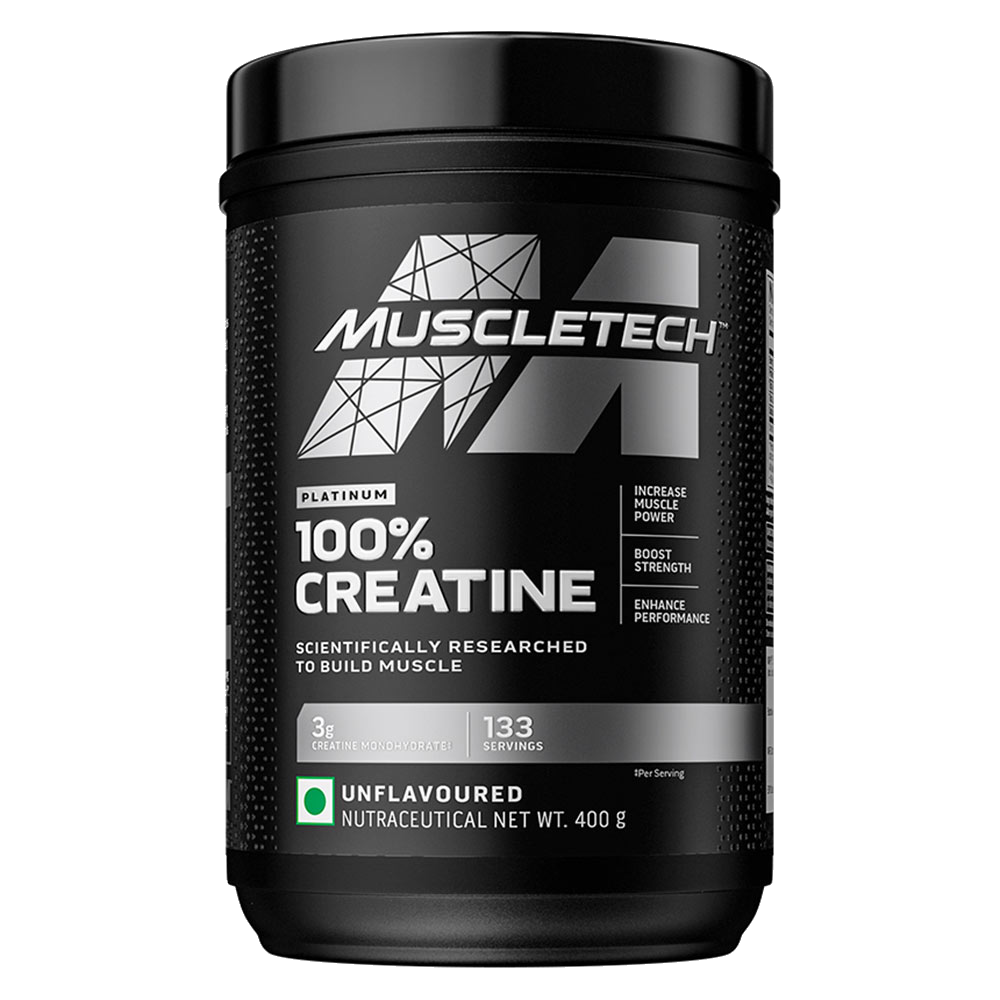 MUSCLETECH™
PLATINUM
100%
CREATINE
SCIENTIFICALLY RESEARCHED
TO BUILD MUSCLE
INCREASE
MUSCLE
POWER
BOOST
STRENGTH
ENHANCE
PERFORMANCE
3g
CREATINE MONOHYDRATE‡
133
SERVINGS
‡Per Serving
UNFLAVOURED
NUTRACEUTICAL NET WT. 400 g